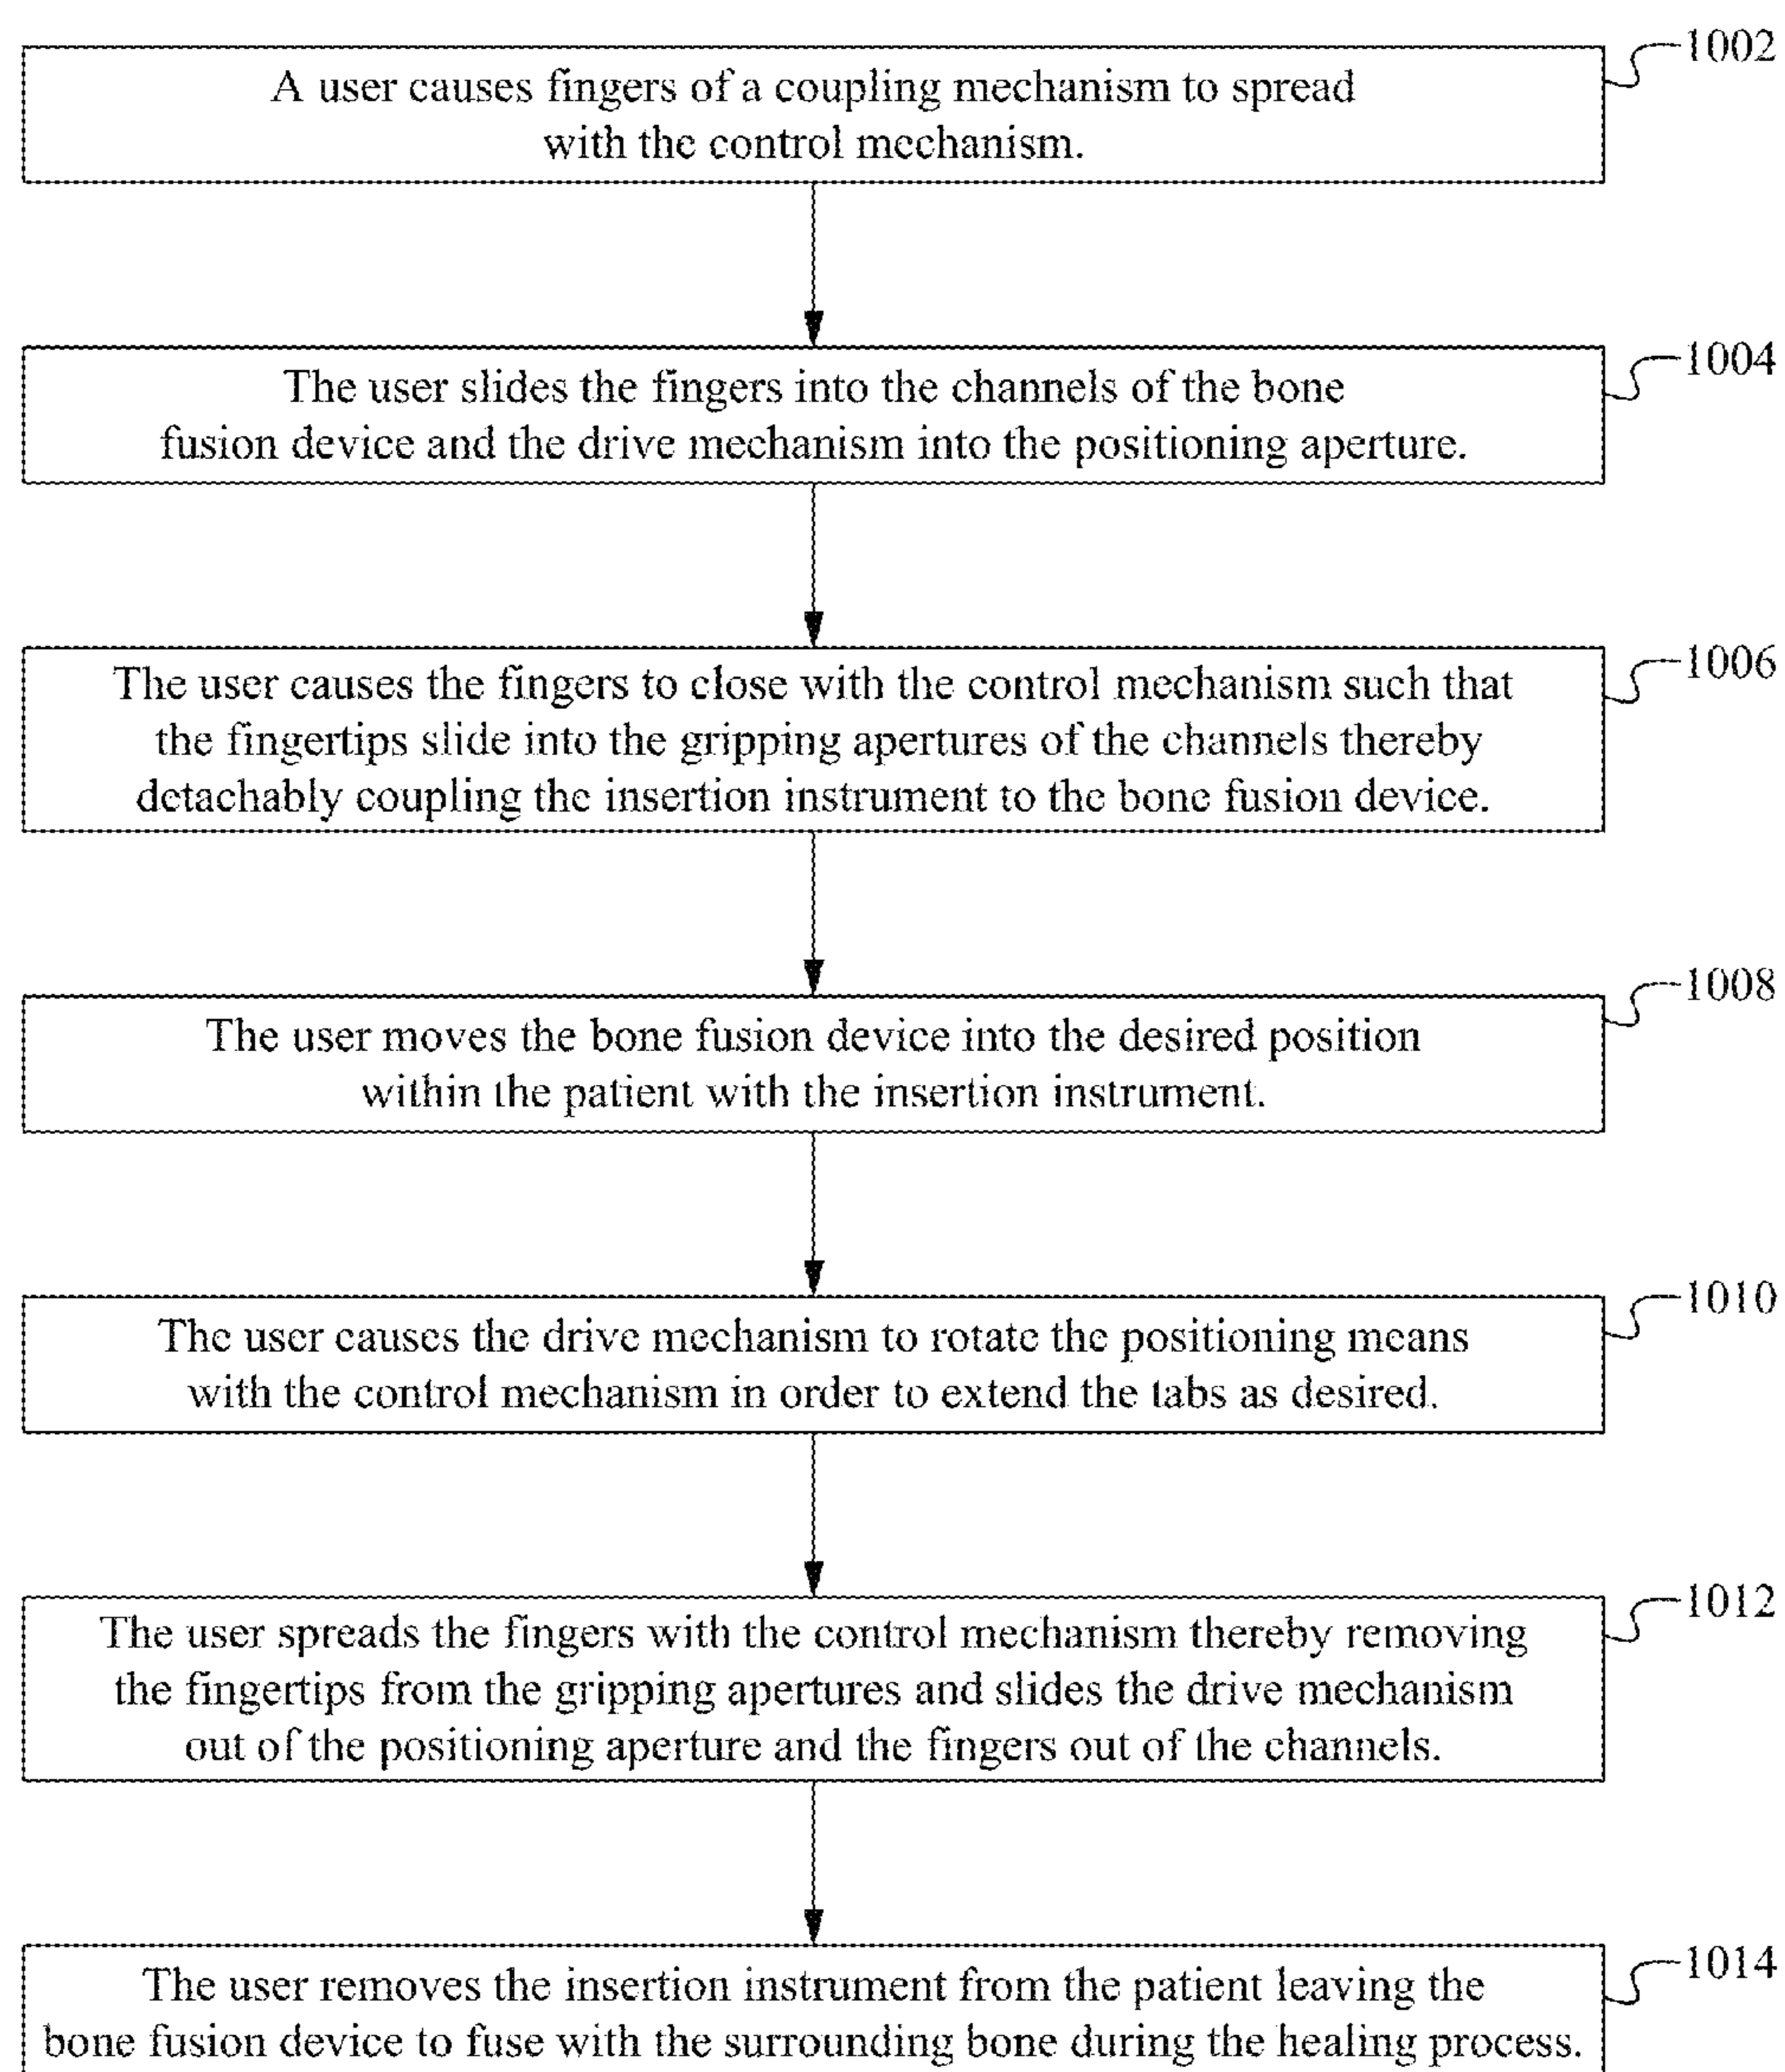 1002
A user causes fingers of a coupling mechanism to spread
with the control mechanism.
1004
The user slides the fingers into the channels of the bone
fusion device and the drive mechanism into the positioning aperture.
1006
The user causes the fingers to close with the control mechanism such that
the fingertips slide into the gripping apertures of the channels thereby
detachably coupling the insertion instrument to the bone fusion device.
1008
The user moves the bone fusion device into the desired position
within the patient with the insertion instrument.
1010
The user causes the drive mechanism to rotate the positioning means
with the control mechanism in order to extend the tabs as desired.
1012
The user spreads the fingers with the control mechanism thereby removing
the fingertips from the gripping apertures and slides the drive mechanism
out of the positioning aperture and the fingers out of the channels.
1014
The user removes the insertion instrument from the patient leaving the
bone fusion device to fuse with the surrounding bone during the healing process.